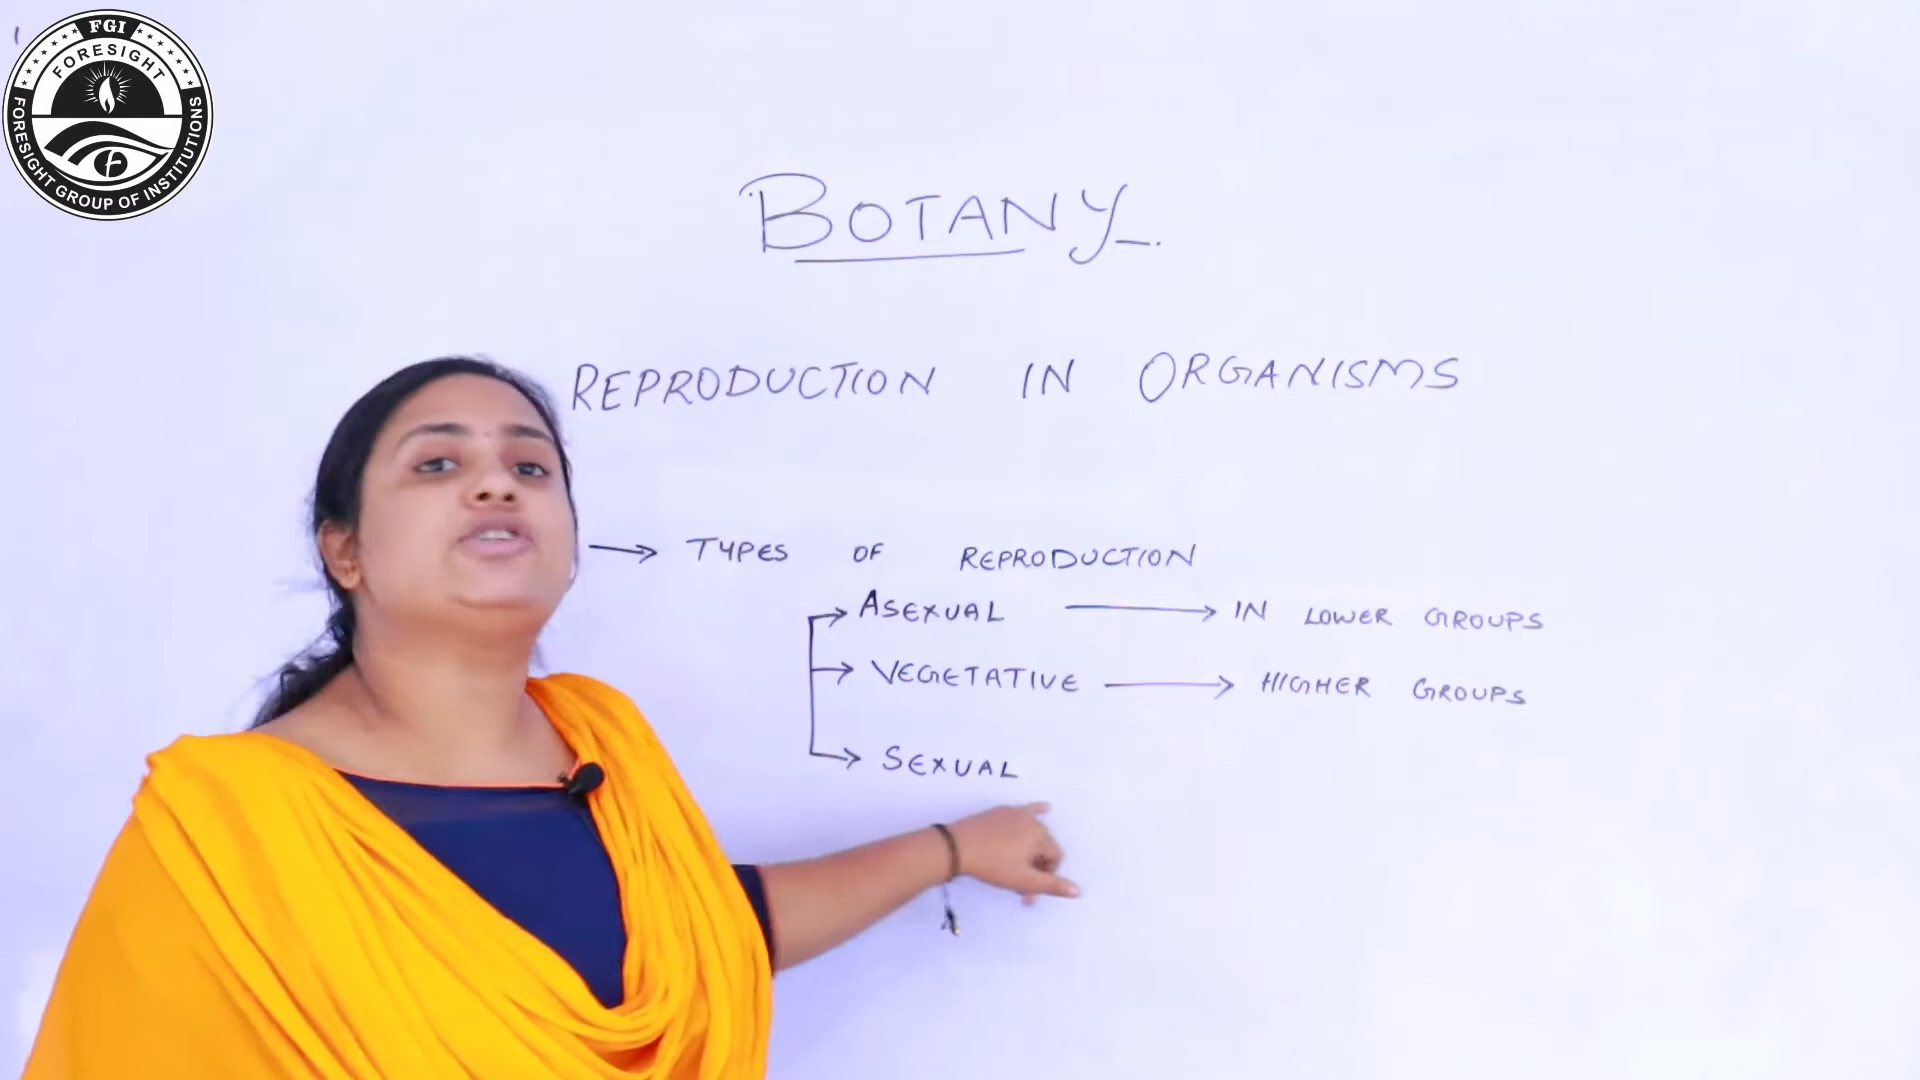 FGI
FORESIGHT
FORESIGHT GROUP OF INSTITUTIONS
BOTANY
REPRODUCTION IN ORGANISMS
→ TYPES OF REPRODUCTION
→ ASEXUAL → IN LOWER GROUPS
→ VEGETATIVE → HIGHER GROUPS
→ SEXUAL